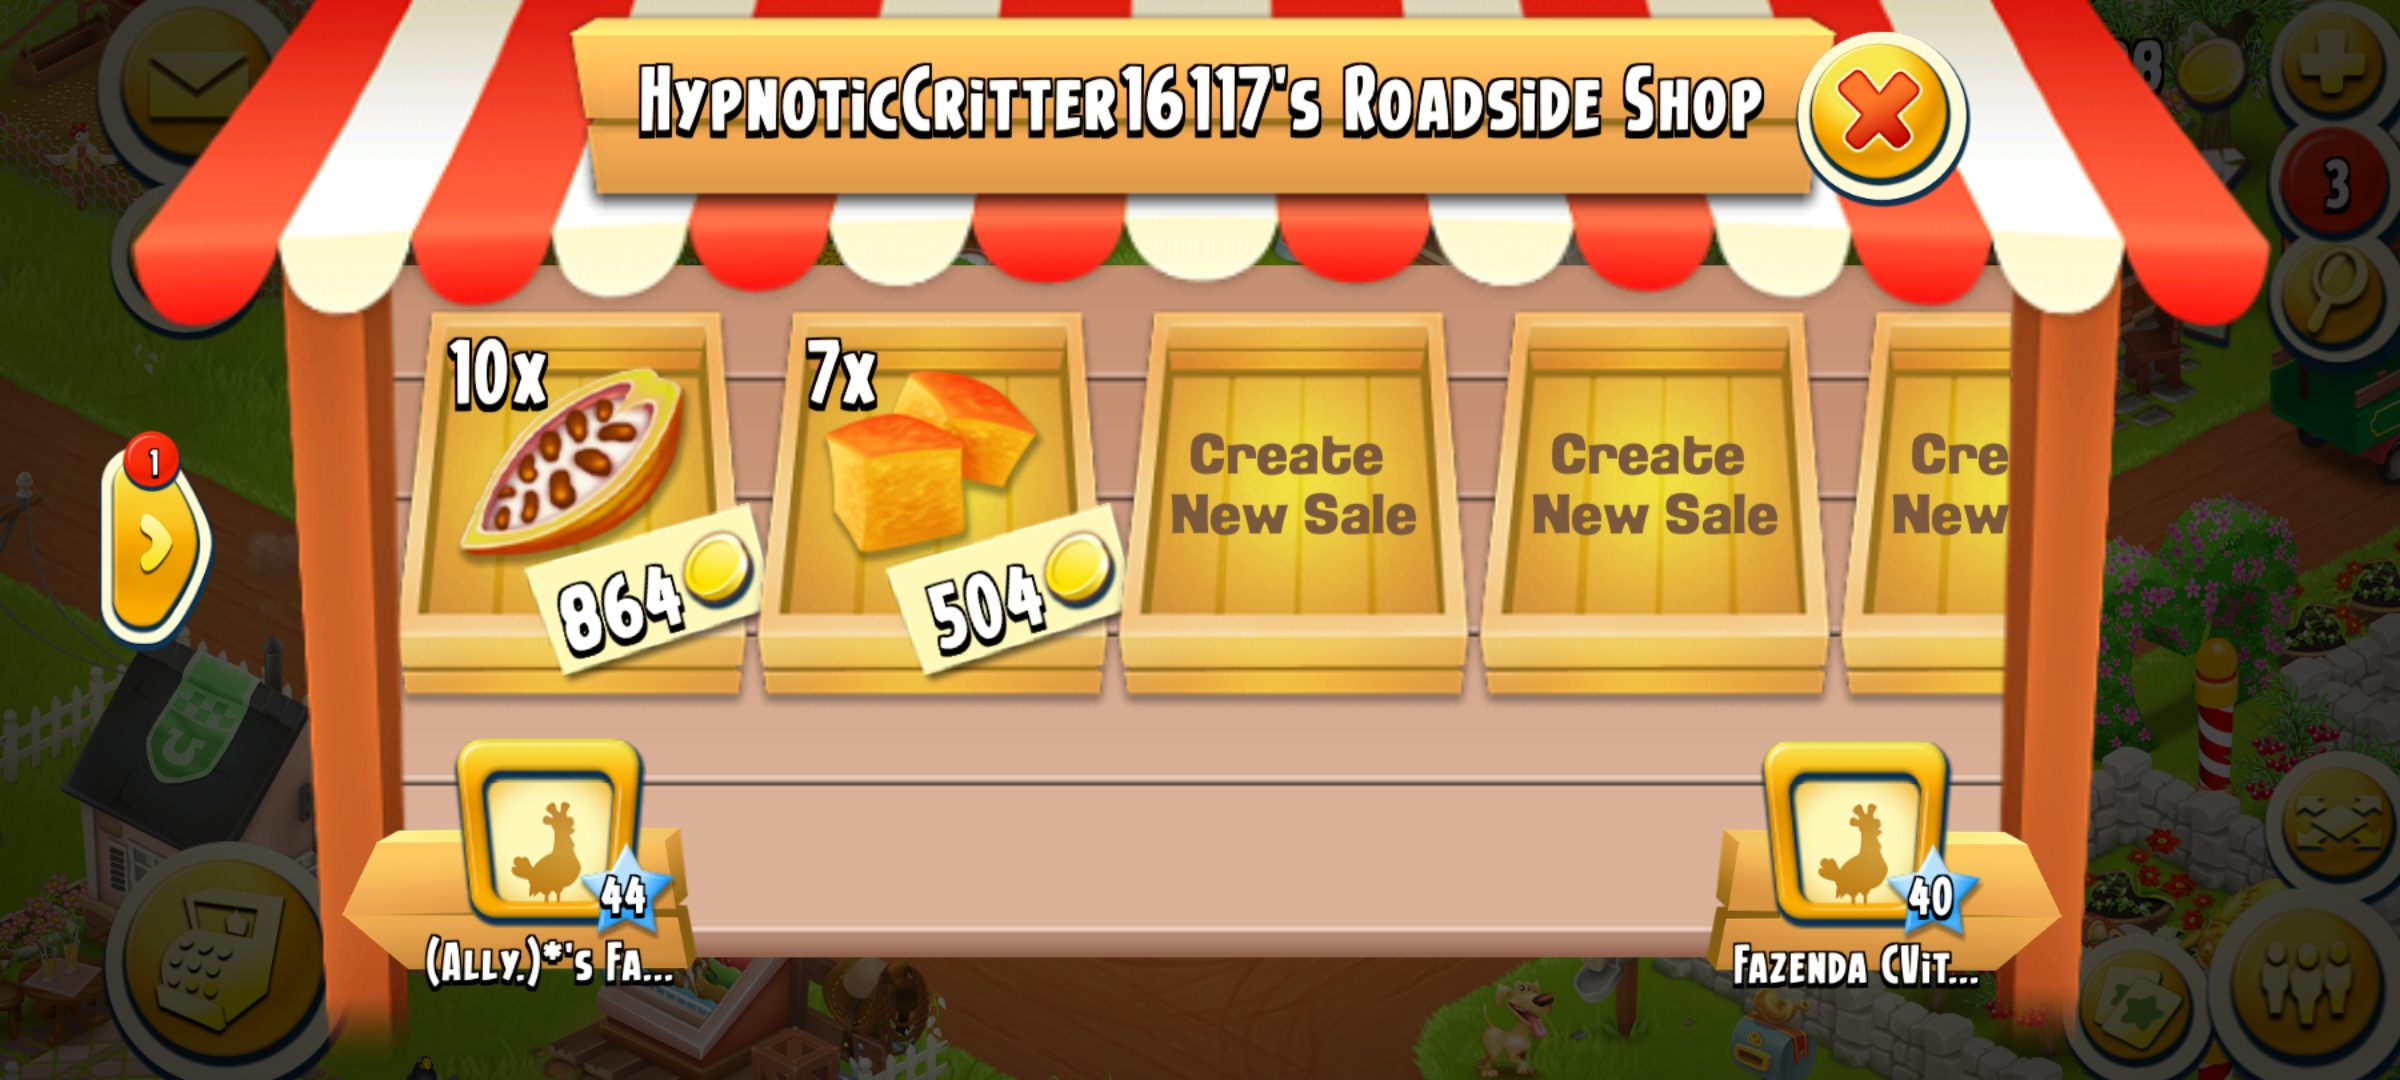 HypnoticCritter16117's Roadside Shop
3
1
10x
864
7x
504
Create
New Sale
Create
New Sale
Cre
New
44
(Ally.)*'s Fa...
40
Fazenda CVit...